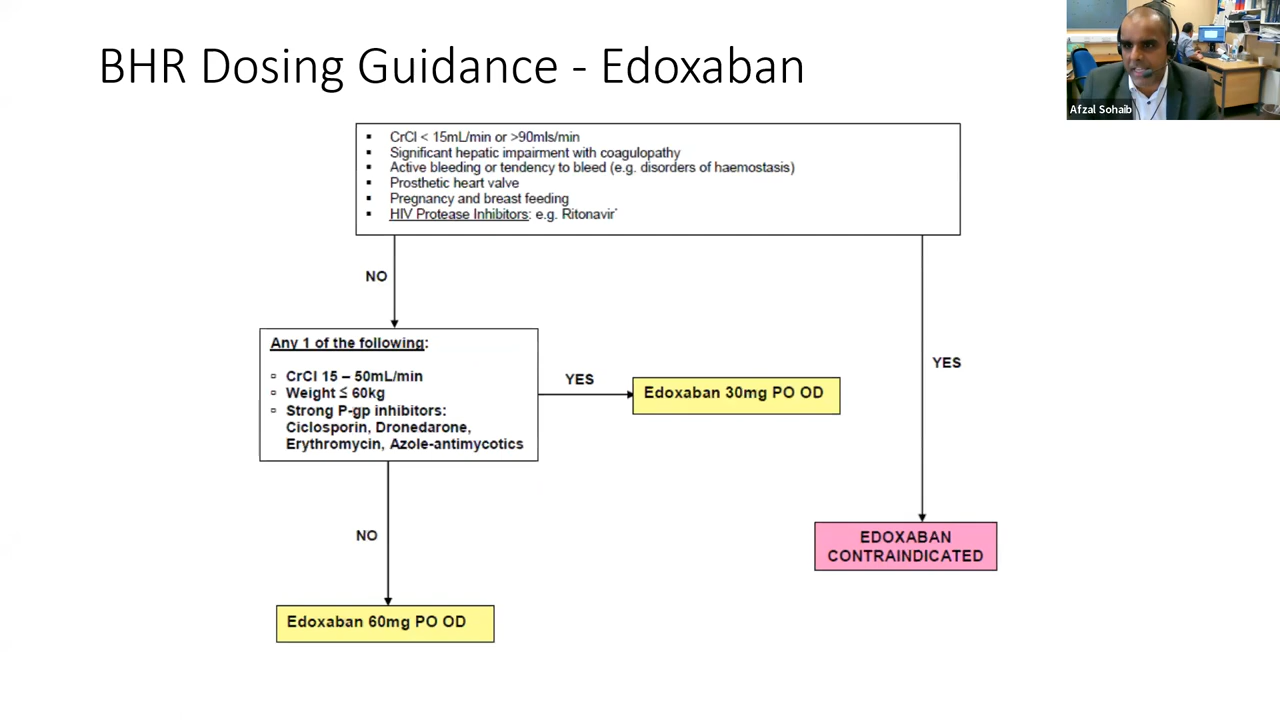 BHR Dosing Guidance - Edoxaban
Afzal Sohaib
▪ CrCl < 15mL/min or >90mls/min
▪ Significant hepatic impairment with coagulopathy
▪ Active bleeding or tendency to bleed (e.g. disorders of haemostasis)
▪ Prosthetic heart valve
▪ Pregnancy and breast feeding
▪ HIV Protease Inhibitors: e.g. Ritonavir
NO
YES
Any 1 of the following:
▫ CrCl 15 – 50mL/min
▫ Weight ≤ 60kg
▫ Strong P-gp inhibitors:
Ciclosporin, Dronedarone,
Erythromycin, Azole-antimycotics
YES
Edoxaban 30mg PO OD
NO
EDOXABAN
CONTRAINDICATED
Edoxaban 60mg PO OD